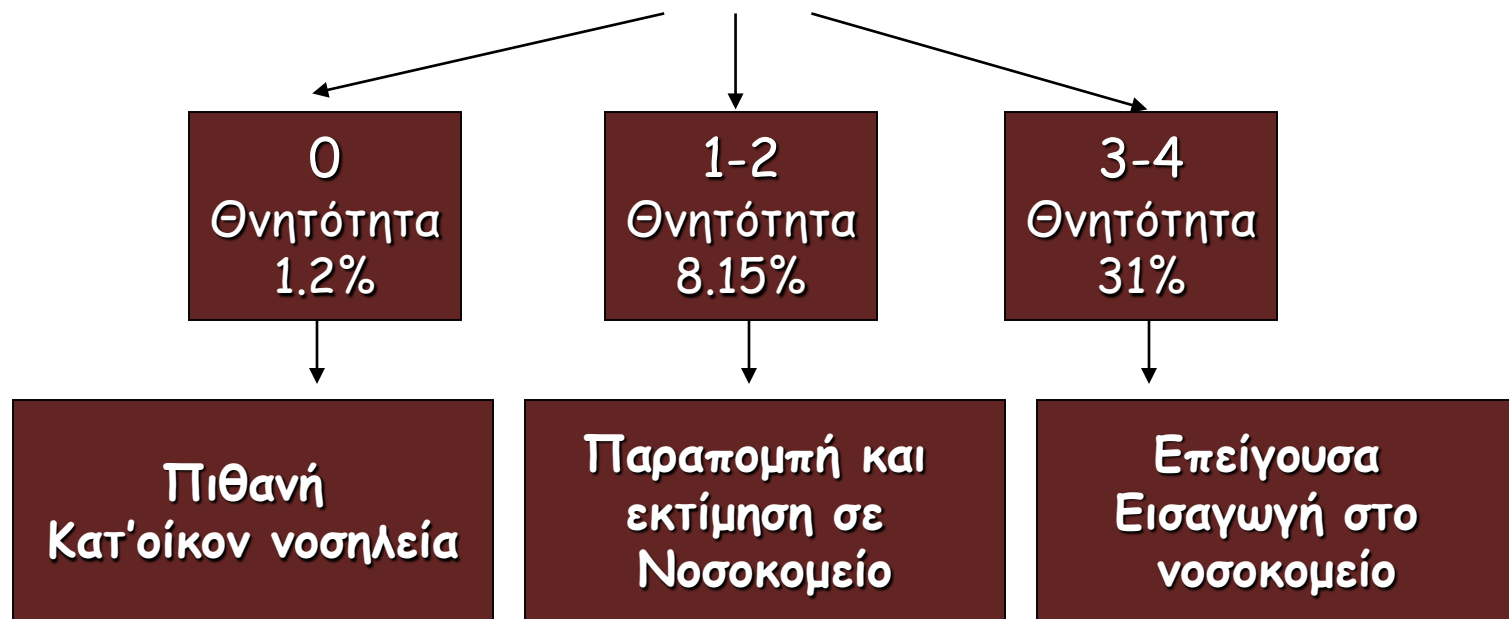 0
Θνητότητα
1.2%
1-2
Θνητότητα
8.15%
3-4
Θνητότητα
31%
Πιθανή
Κατ'οίκον νοσηλεία
Παραπομπή και
εκτίμηση σε
Νοσοκομείο
Επείγουσα
Εισαγωγή στο
νοσοκομείο